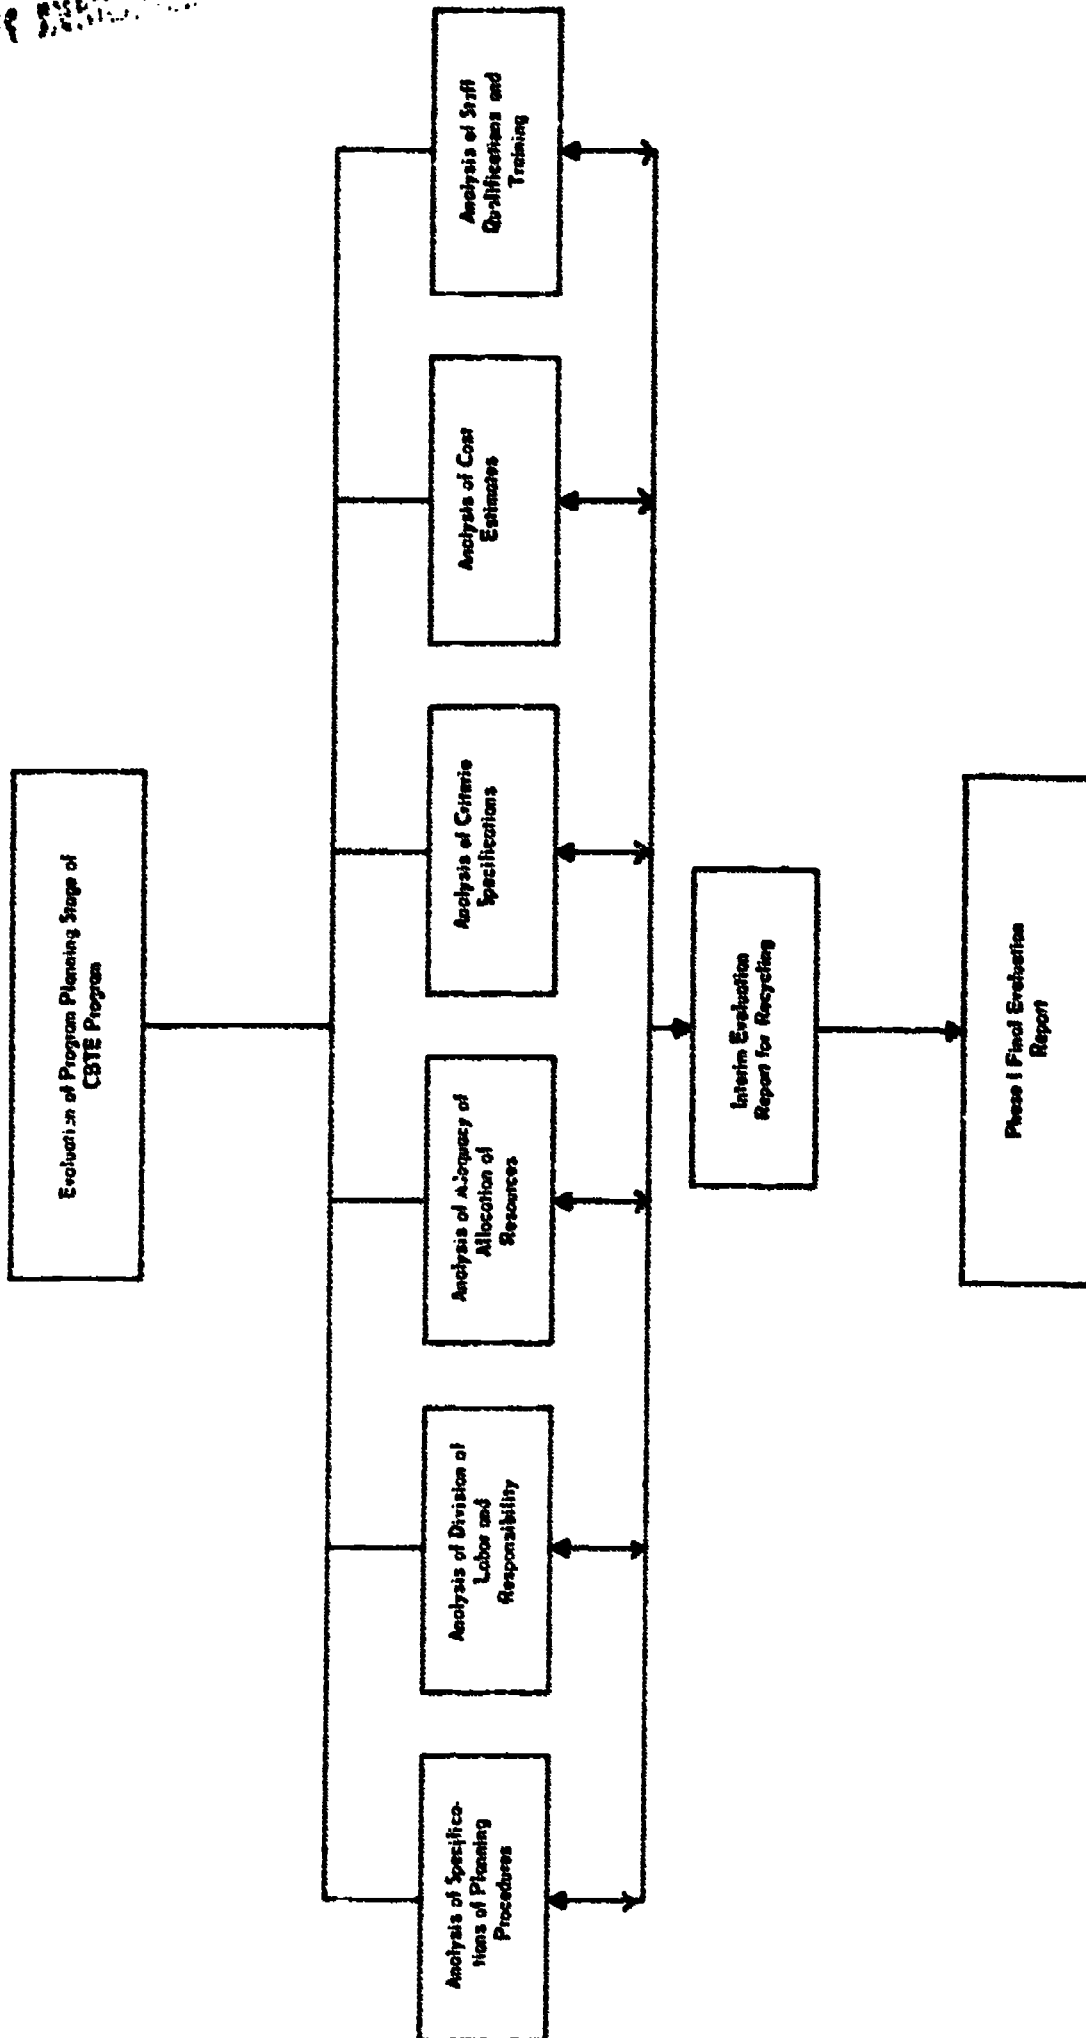 Evaluation of Program Planning Stage of
CBTE Program
Analysis of Specifica-
tions of Planning
Procedures
Analysis of Division of
Labor and
Responsibility
Analysis of Adequacy of
Allocation of
Resources
Analysis of Criteria
Specifications
Analysis of Cost
Estimates
Analysis of Staff
Qualifications and
Training
Interim Evaluation
Report for Recycling
Phase I Final Evaluation
Report